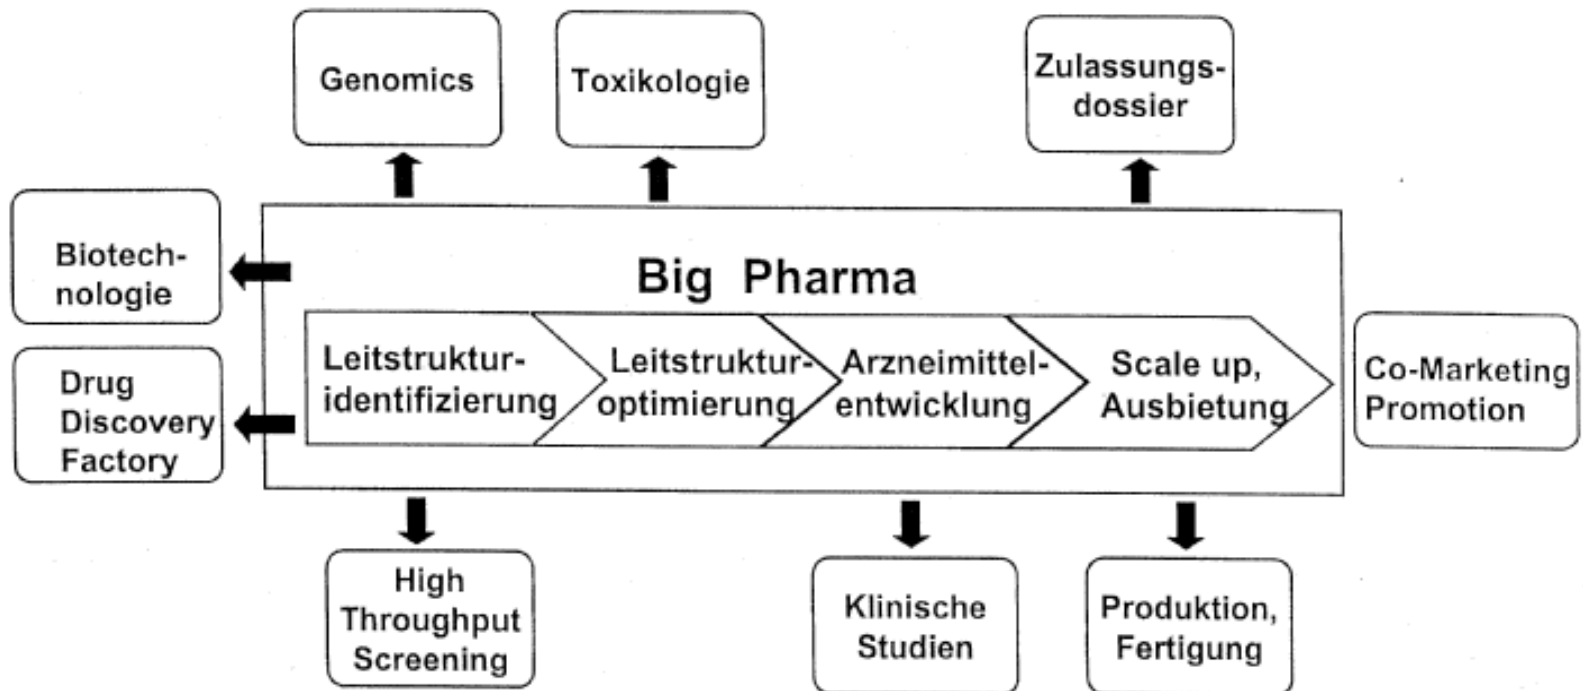 Genomics
Toxikologie
Zulassungs-
dossier
Biotech-
nologie
Big Pharma
Drug
Discovery
Factory
Leitstruktur-
identifizierung
Leitstruktur-
optimierung
Arzneimittel-
entwicklung
Scale up,
Ausbietung
Co-Marketing
Promotion
High
Throughput
Screening
Klinische
Studien
Produktion,
Fertigung